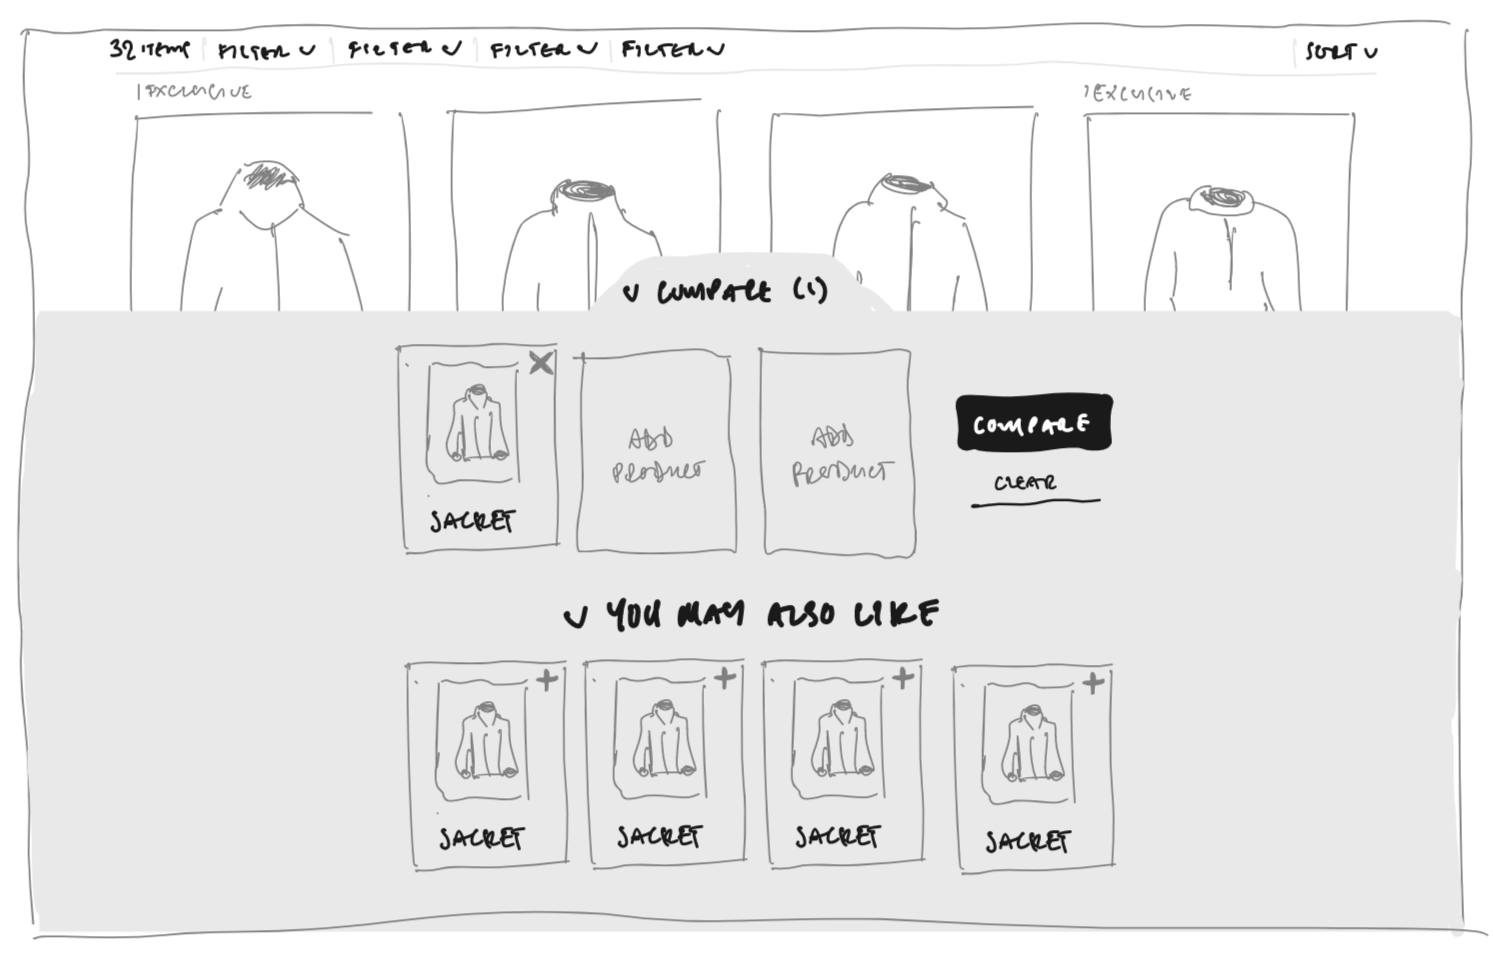 32 ITEMS FILTER FILTER FILTER FILTER SORT
EXCLUSIVE EXCLUSIVE
COMPARE (1)
ADD
PRODUCT
ADD
PRODUCT
COMPARE
CLEAR
SACKET
YOU MAY ALSO LIKE
SACKET SACKET SACKET SACKET